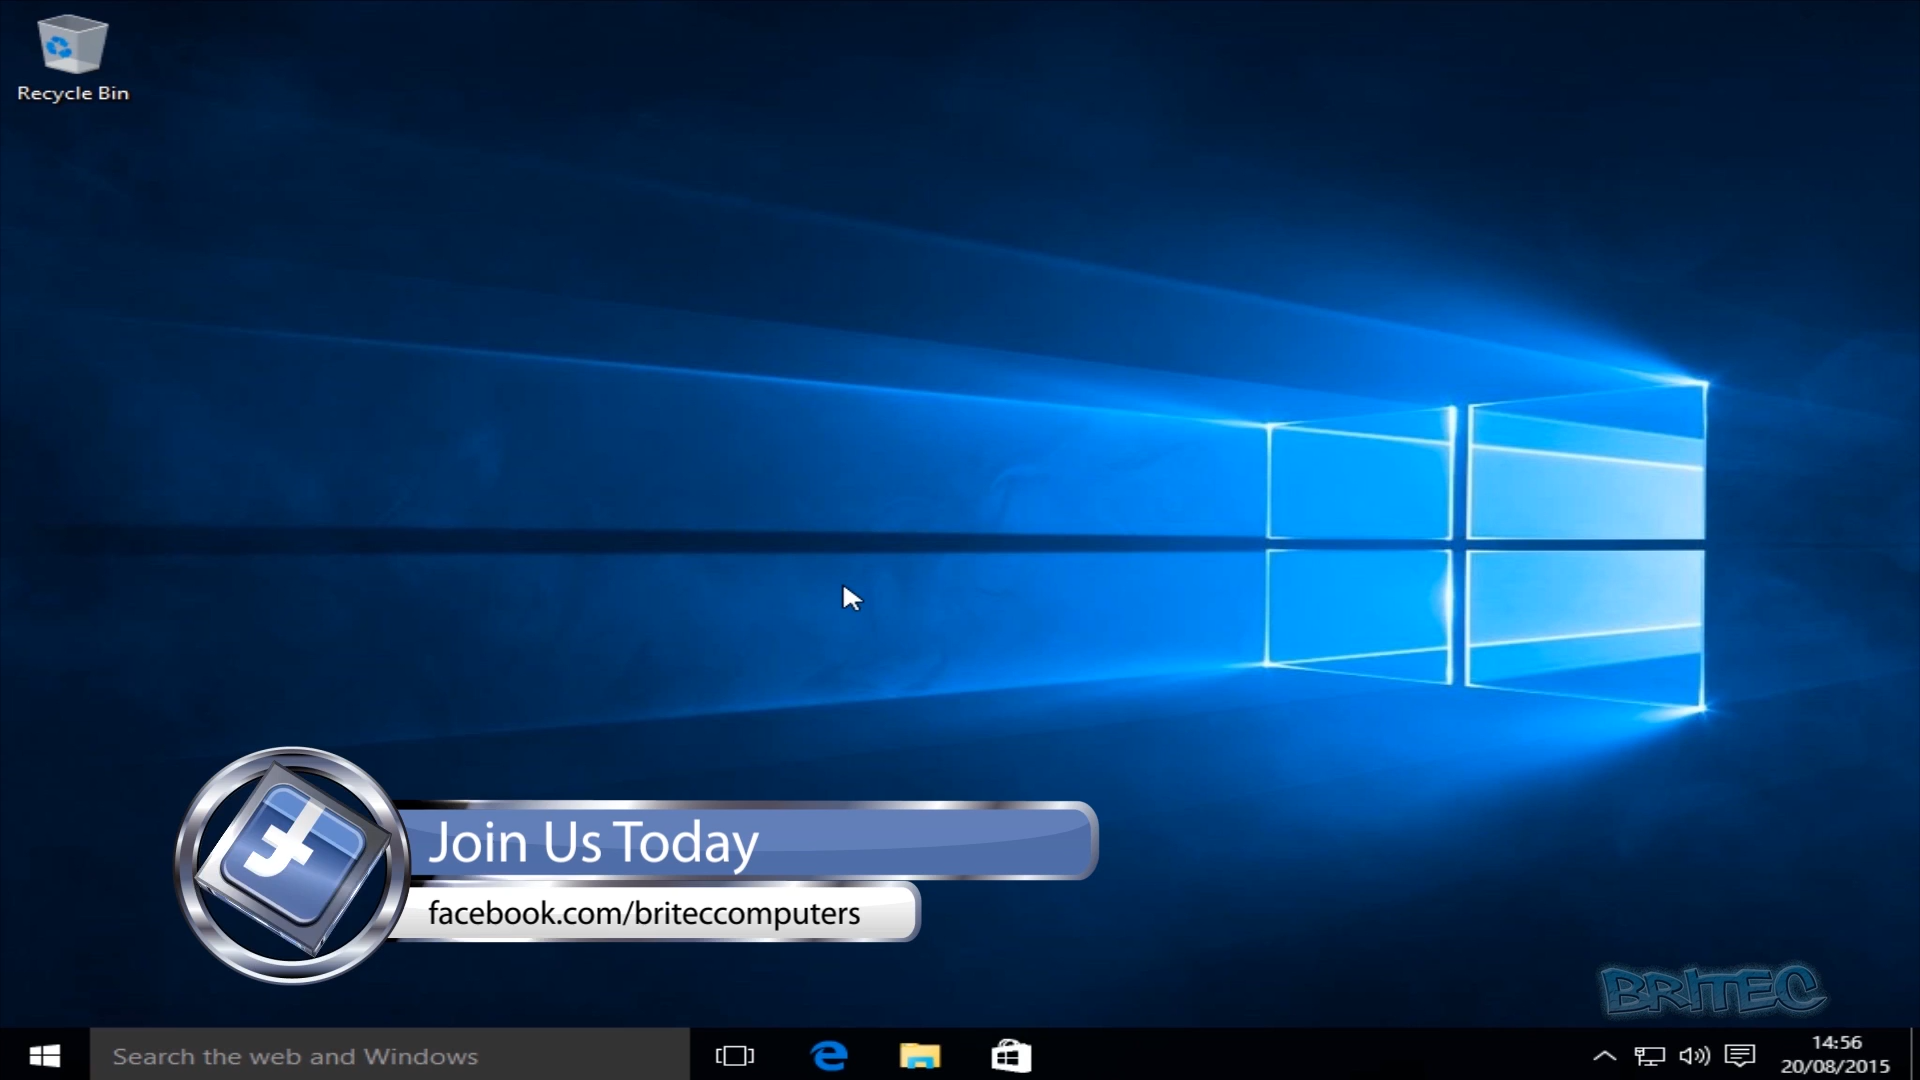 Recycle Bin
Join Us Today
facebook.com/briteccomputers
BRITEC
Search the web and Windows
14:56
20/08/2015